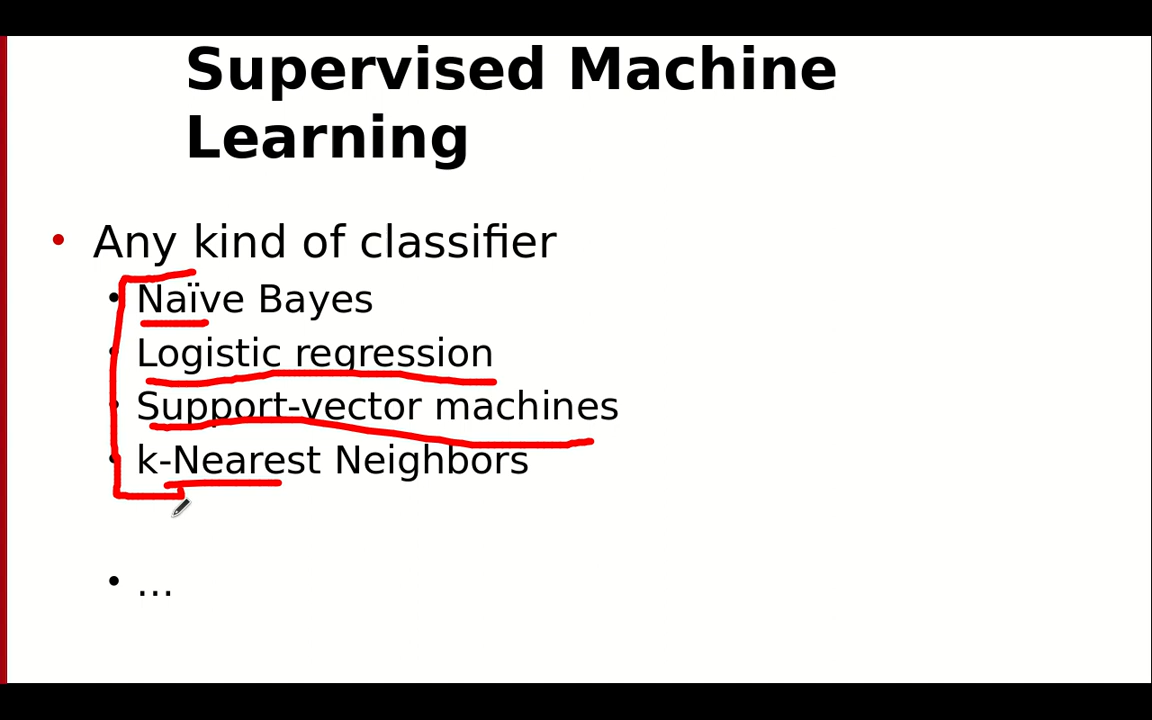 Supervised Machine
Learning
• Any kind of classifier
• Naïve Bayes
• Logistic regression
• Support-vector machines
• k-Nearest Neighbors
• ...